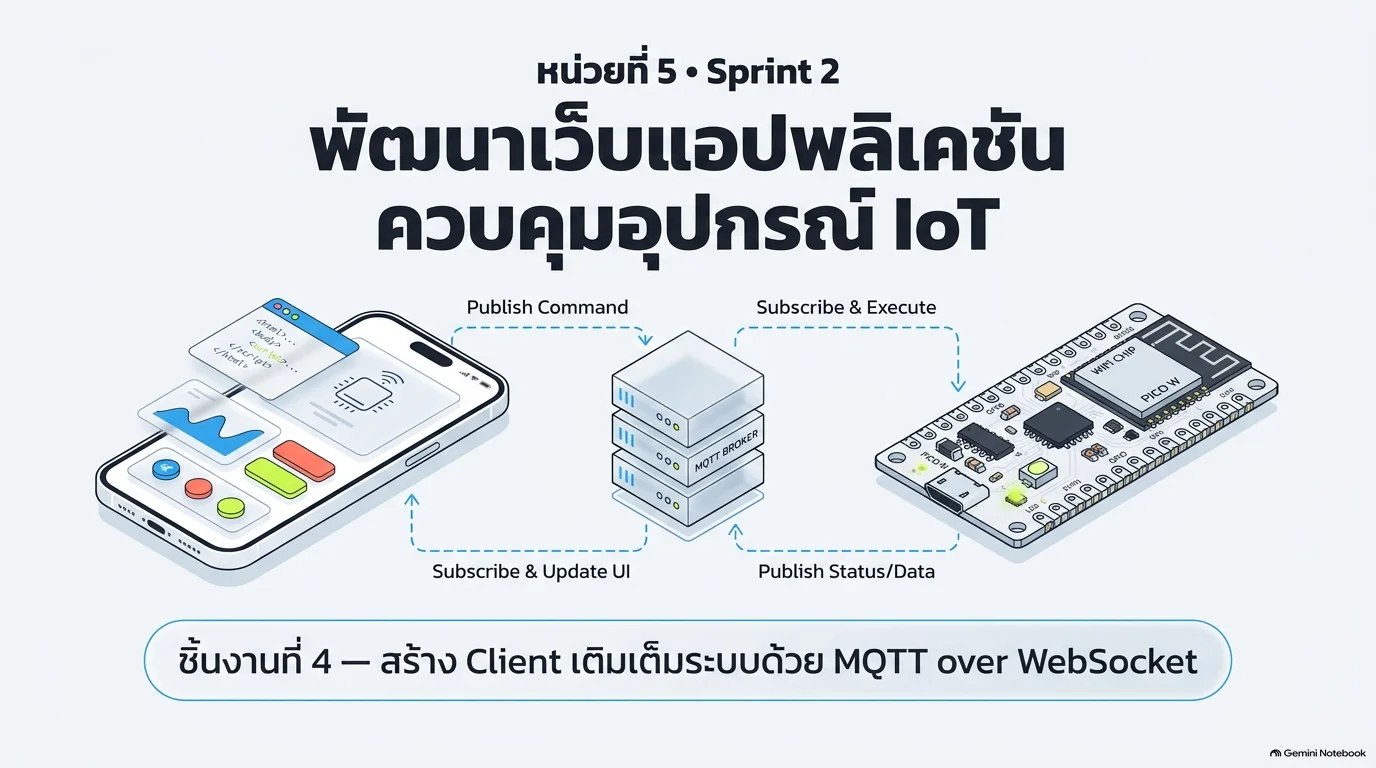 หน่วยที่ 5 • Sprint 2
พัฒนาเว็บแอปพลิเคชัน
ควบคุมอุปกรณ์ IoT
Publish Command
Subscribe & Execute
WIFI CHIP
PICO W
MQTT BROKER
Subscribe & Update UI
Publish Status/Data
ชิ้นงานที่ 4 — สร้าง Client เติมเต็มระบบด้วย MQTT over WebSocket
Gemini Notebook